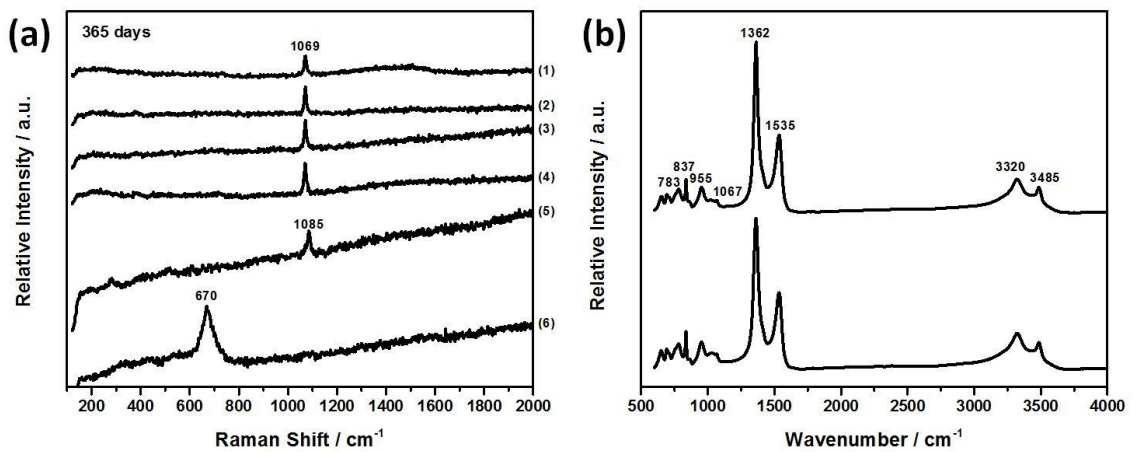 (a)
365 days
1069
(1)
(2)
(3)
(4)
(5)
1085
670
(6)
Relative Intensity / a.u.
200 400 600 800 1000 1200 1400 1600 1800 2000
Raman Shift / cm⁻¹
(b)
1362
1535
837
783 955
1067
3320
3485
Relative Intensity / a.u.
500 1000 1500 2000 2500 3000 3500 4000
Wavenumber / cm⁻¹